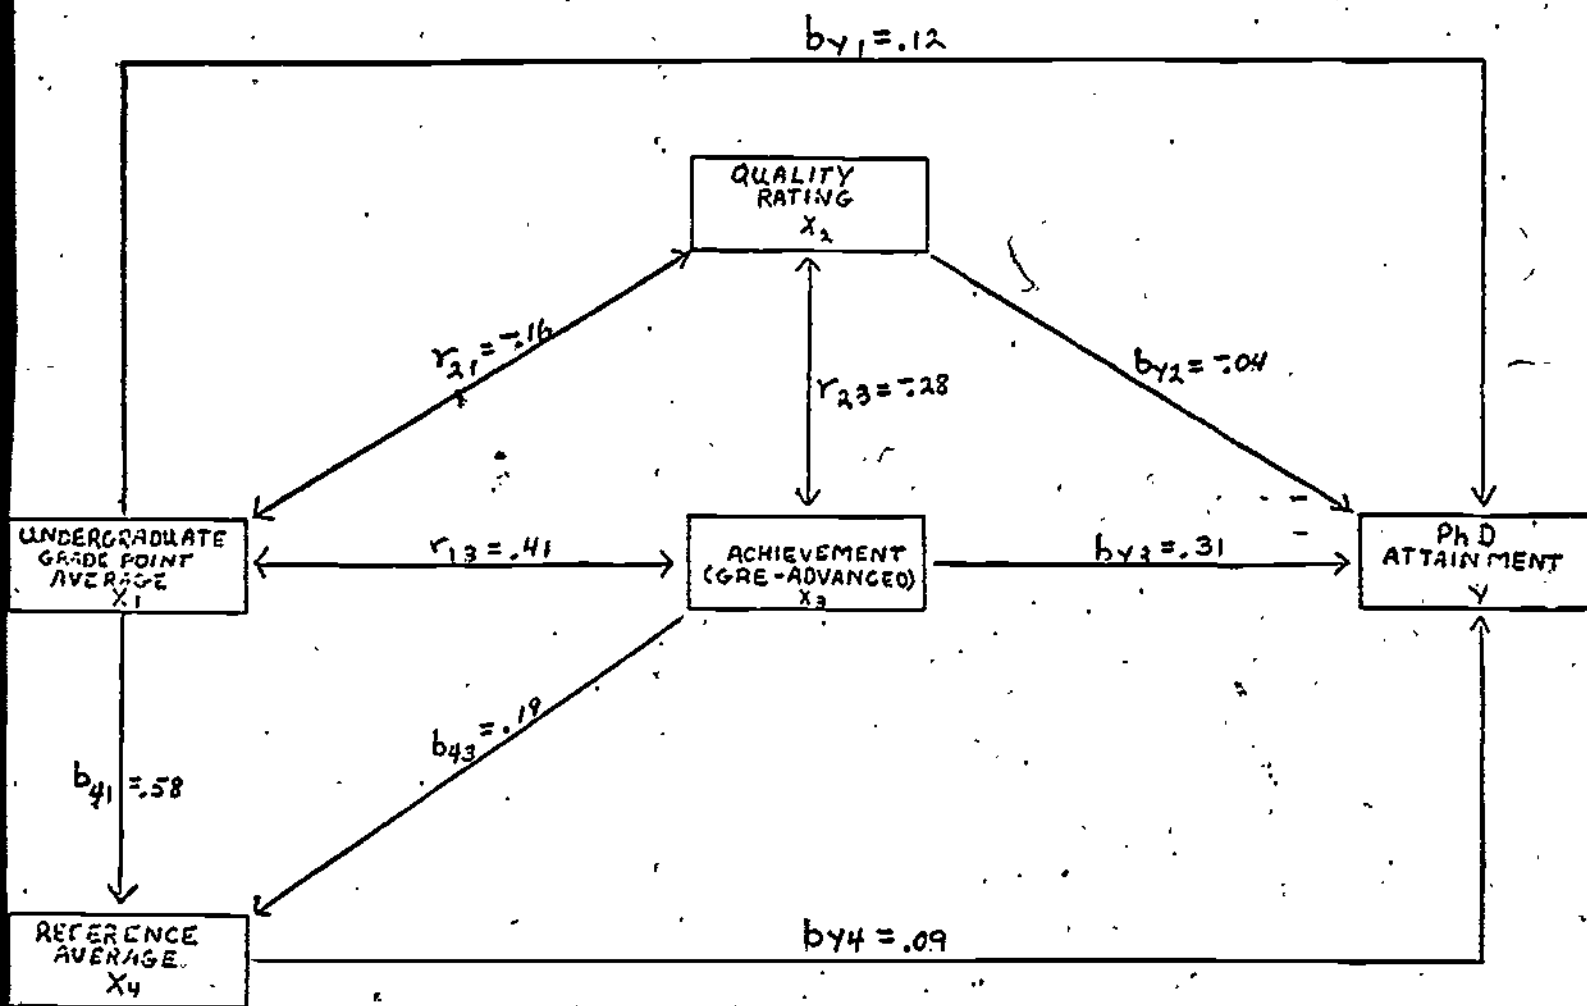 by1 = .12
QUALITY
RATING
X2
r21 = -.16
r23 = -.28
by2 = -.04
UNDERGRADUATE
GRADE POINT
AVERAGE
X1
r13 = .41
ACHIEVEMENT
(GRE-ADVANCED)
X3
by3 = .31
PhD
ATTAINMENT
Y
b43 = .19
b41 = .58
REFERENCE
AVERAGE
X4
by4 = .09